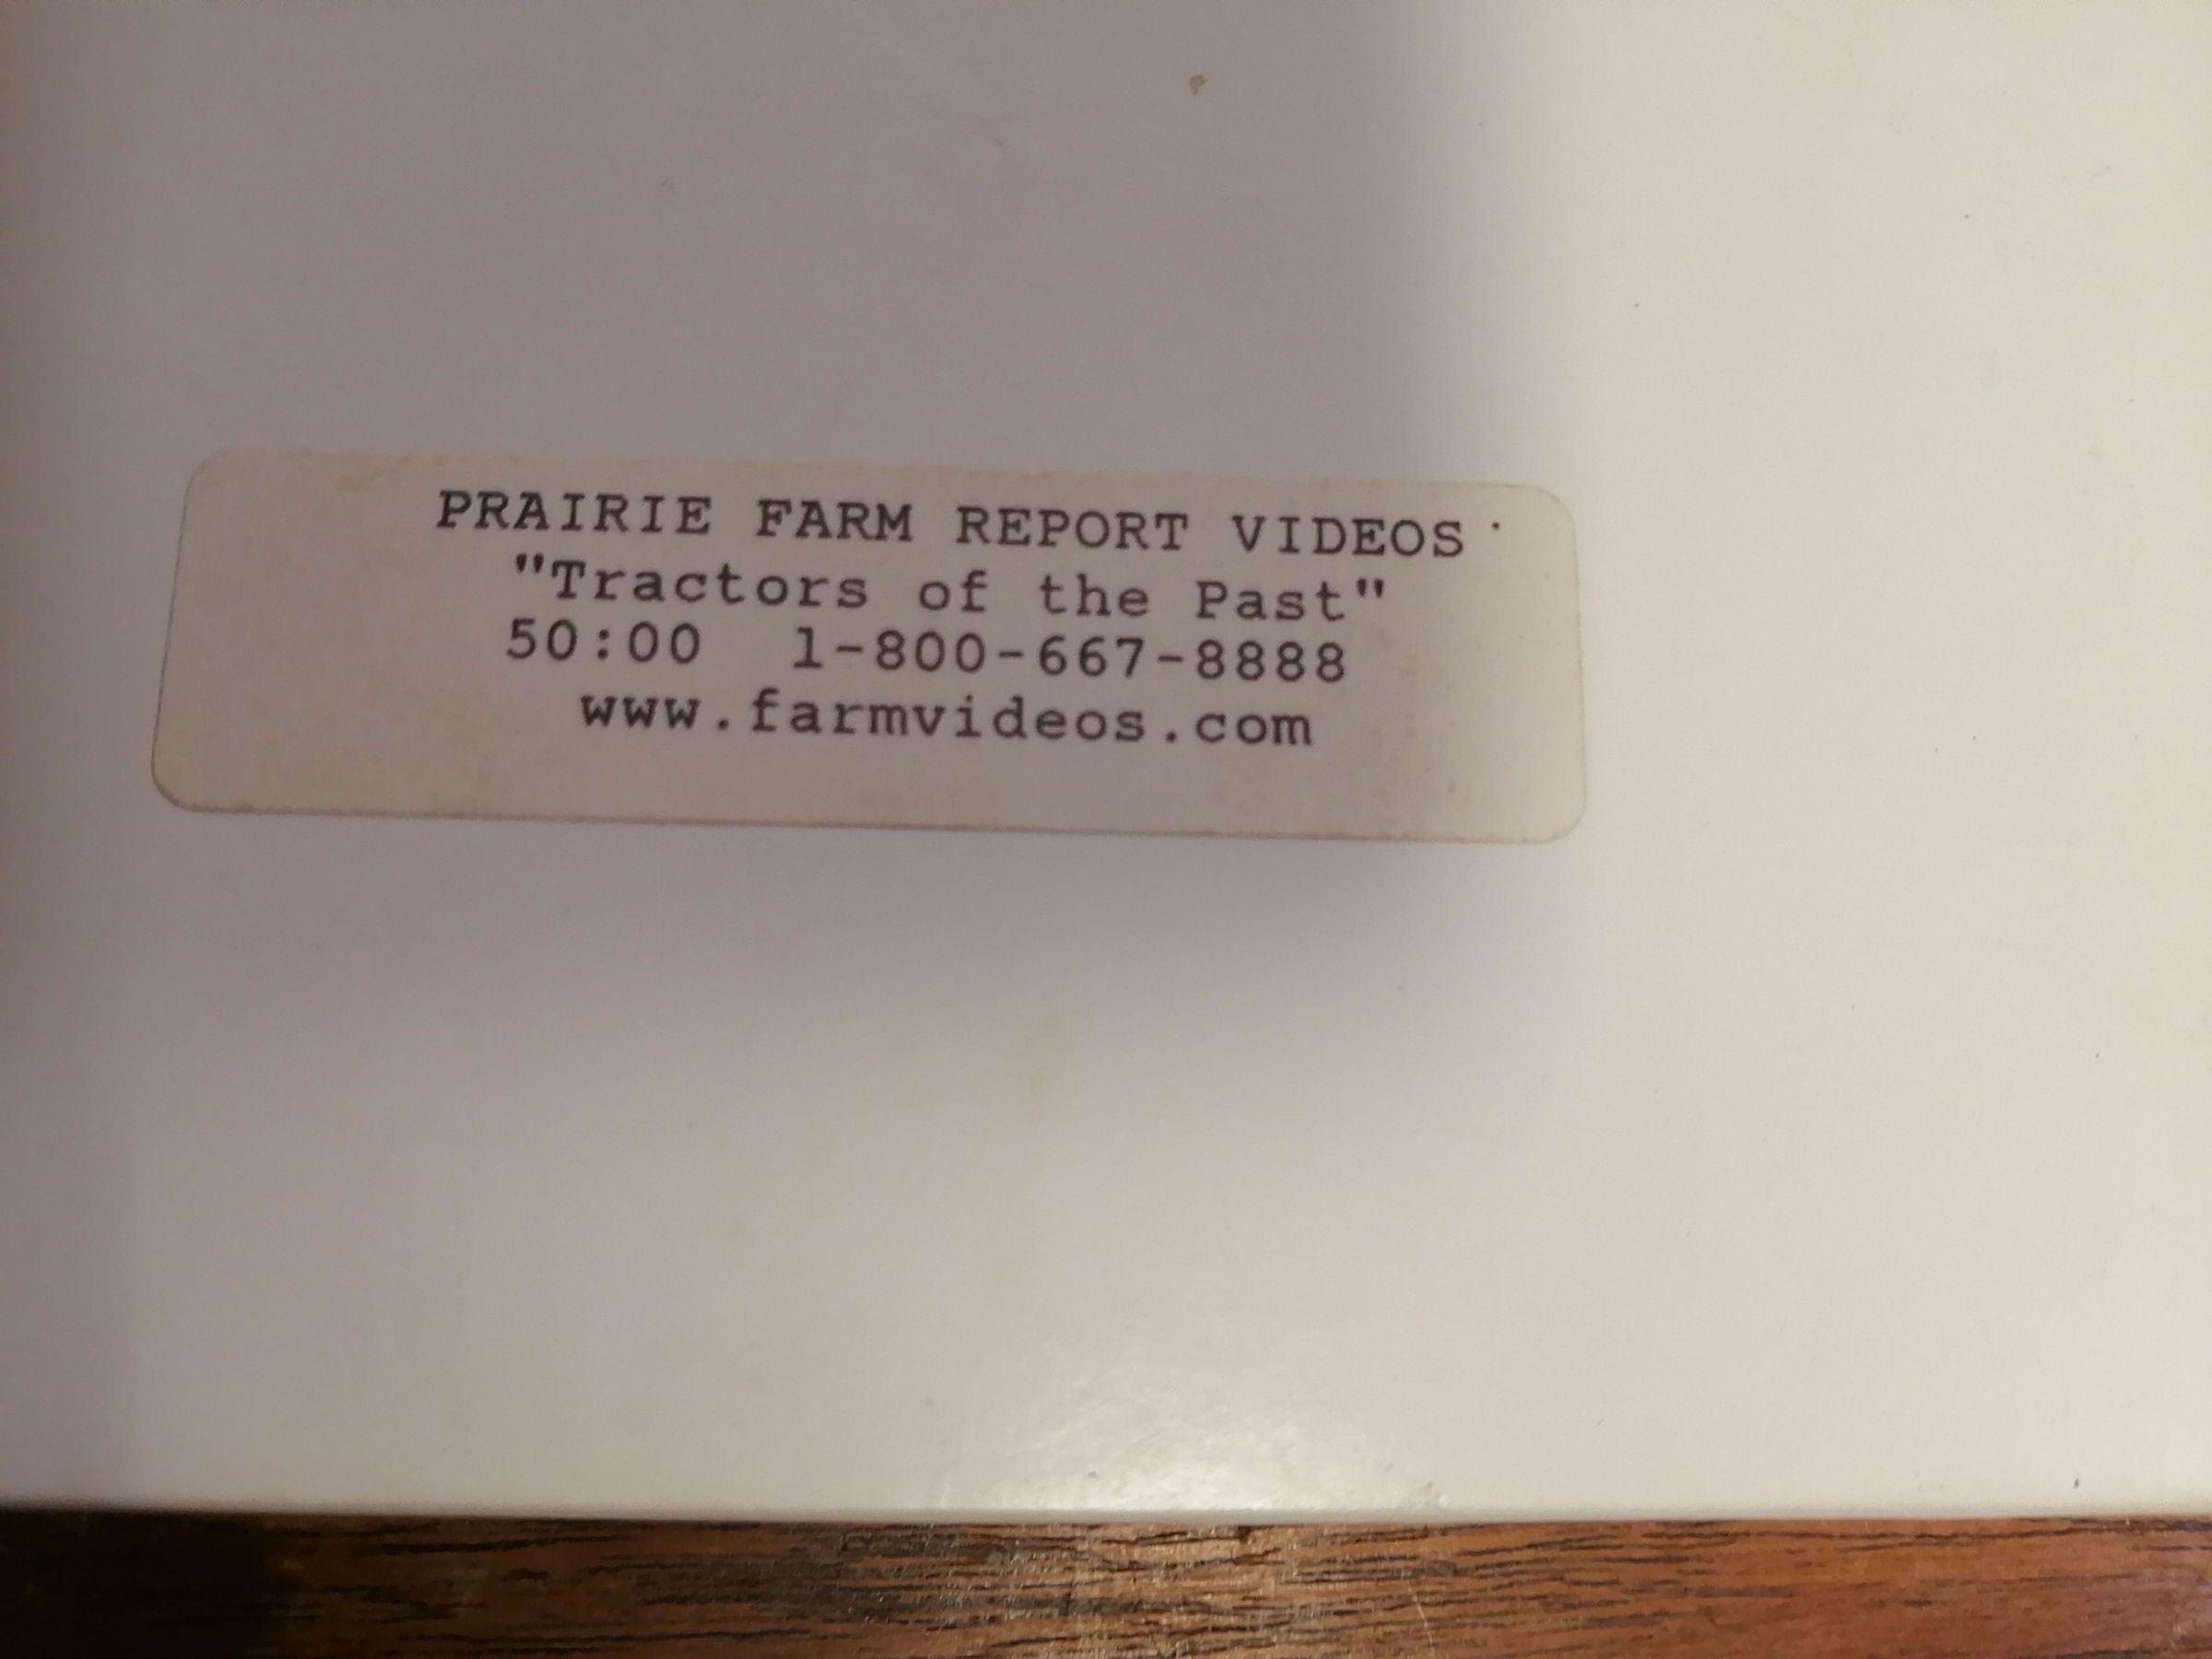 PRAIRIE FARM REPORT VIDEOS
"Tractors of the Past"
50:00 1-800-667-8888
www.farmvideos.com